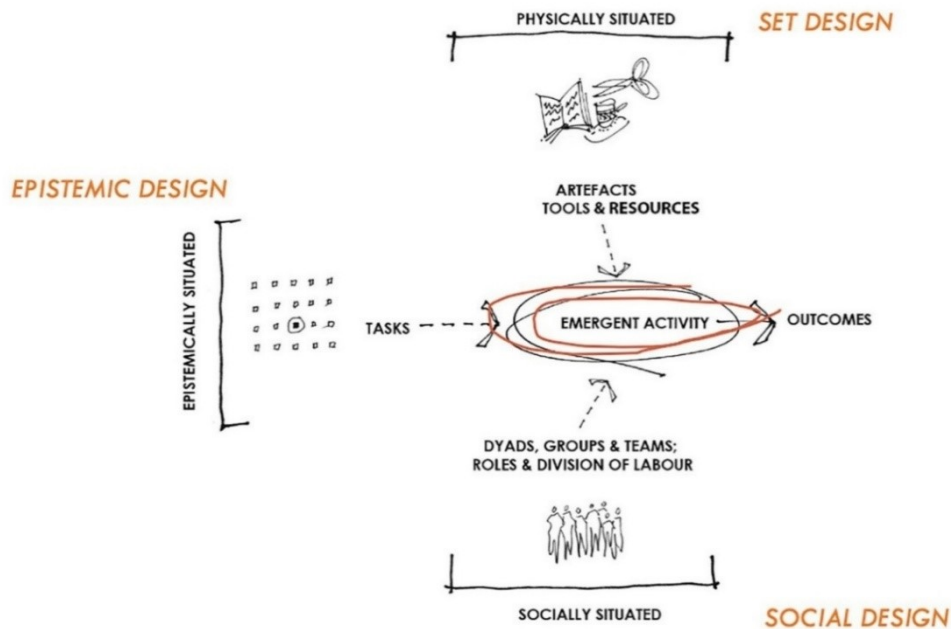 PHYSICALLY SITUATED
SET DESIGN
EPISTEMIC DESIGN
ARTEFACTS
TOOLS & RESOURCES
EPISTEMICALLY SITUATED
TASKS
EMERGENT ACTIVITY
OUTCOMES
DYADS, GROUPS & TEAMS;
ROLES & DIVISION OF LABOUR
SOCIALLY SITUATED
SOCIAL DESIGN